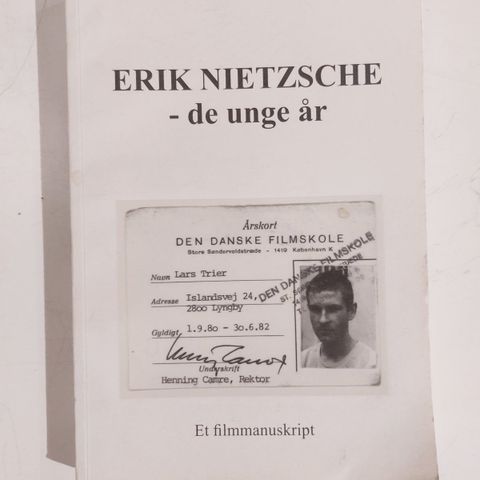 ERIK NIETZSCHE
- de unge år
Årskort
DEN DANSKE FILMSKOLE
Store Søndervoldstræde - 1419 København K
DEN DANSKE FILMSKOLE
Navn Lars Trier
Adresse Islandsvej 24,
2800 Lyngby
Gyldigt 1.9.80 - 30.6.82
Underskrift
Henning Camre, Rektor
Et filmmanuskript